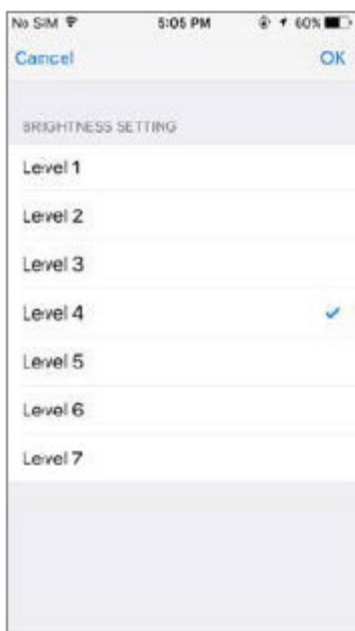 No SIM 5:05 PM 60%
Cancel OK
BRIGHTNESS SETTING
Level 1
Level 2
Level 3
Level 4
Level 5
Level 6
Level 7